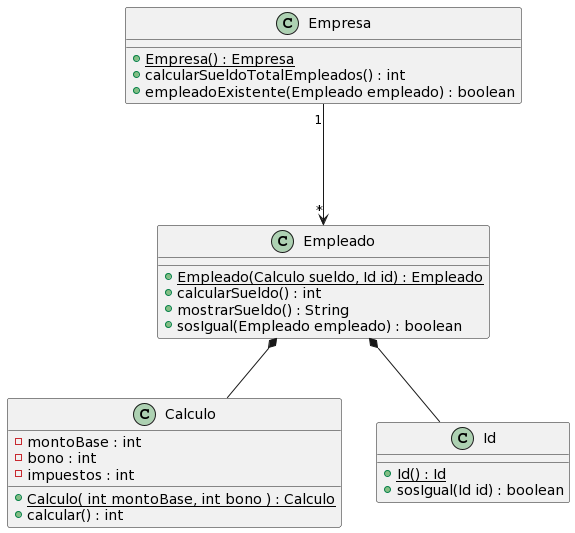 C Empresa
Empresa() : Empresa
calcularSueldoTotalEmpleados() : int
empleadoExistente(Empleado empleado) : boolean
1
*
C Empleado
Empleado(Calculo sueldo, Id id) : Empleado
calcularSueldo() : int
mostrarSueldo() : String
sosIgual(Empleado empleado) : boolean
C Calculo
montoBase : int
bono : int
impuestos : int
Calculo( int montoBase, int bono ) : Calculo
calcular() : int
C Id
Id() : Id
sosIgual(Id id) : boolean